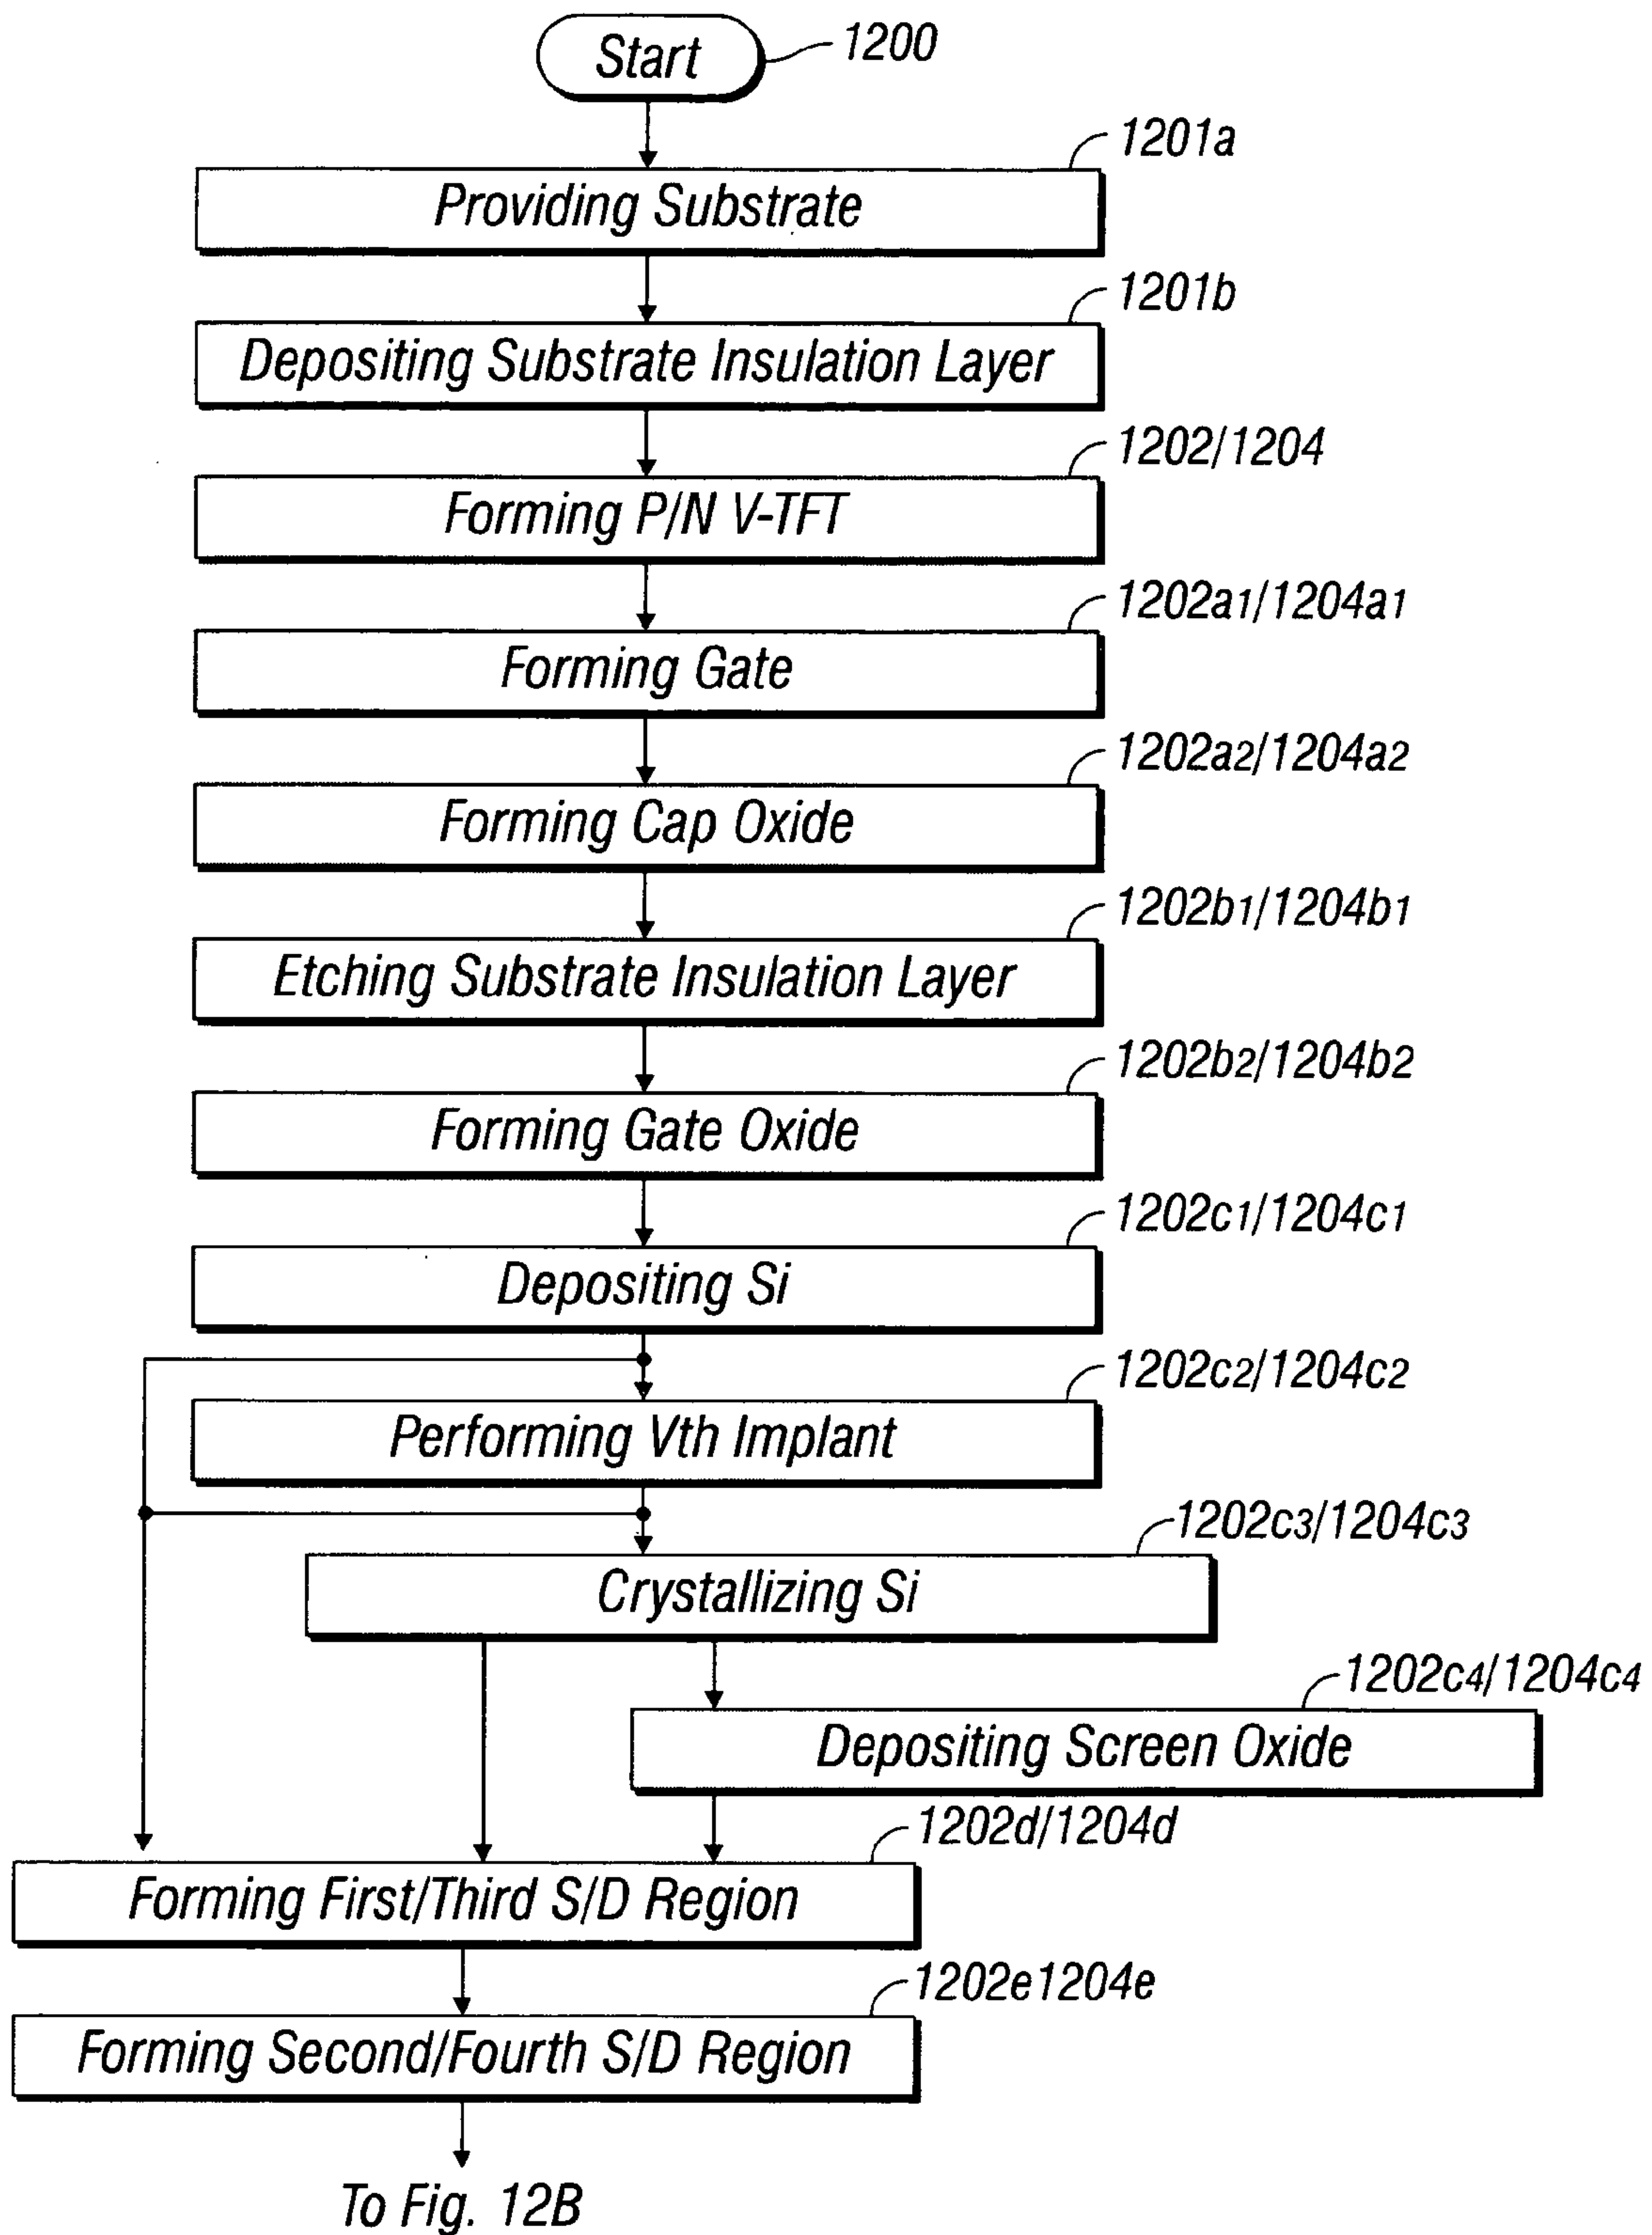 Start
1200
1201a
Providing Substrate
1201b
Depositing Substrate Insulation Layer
1202/1204
Forming P/N V-TFT
1202a1/1204a1
Forming Gate
1202a2/1204a2
Forming Cap Oxide
1202b1/1204b1
Etching Substrate Insulation Layer
1202b2/1204b2
Forming Gate Oxide
1202c1/1204c1
Depositing Si
1202c2/1204c2
Performing Vth Implant
1202c3/1204c3
Crystallizing Si
1202c4/1204c4
Depositing Screen Oxide
1202d/1204d
Forming First/Third S/D Region
1202e1204e
Forming Second/Fourth S/D Region
To Fig. 12B